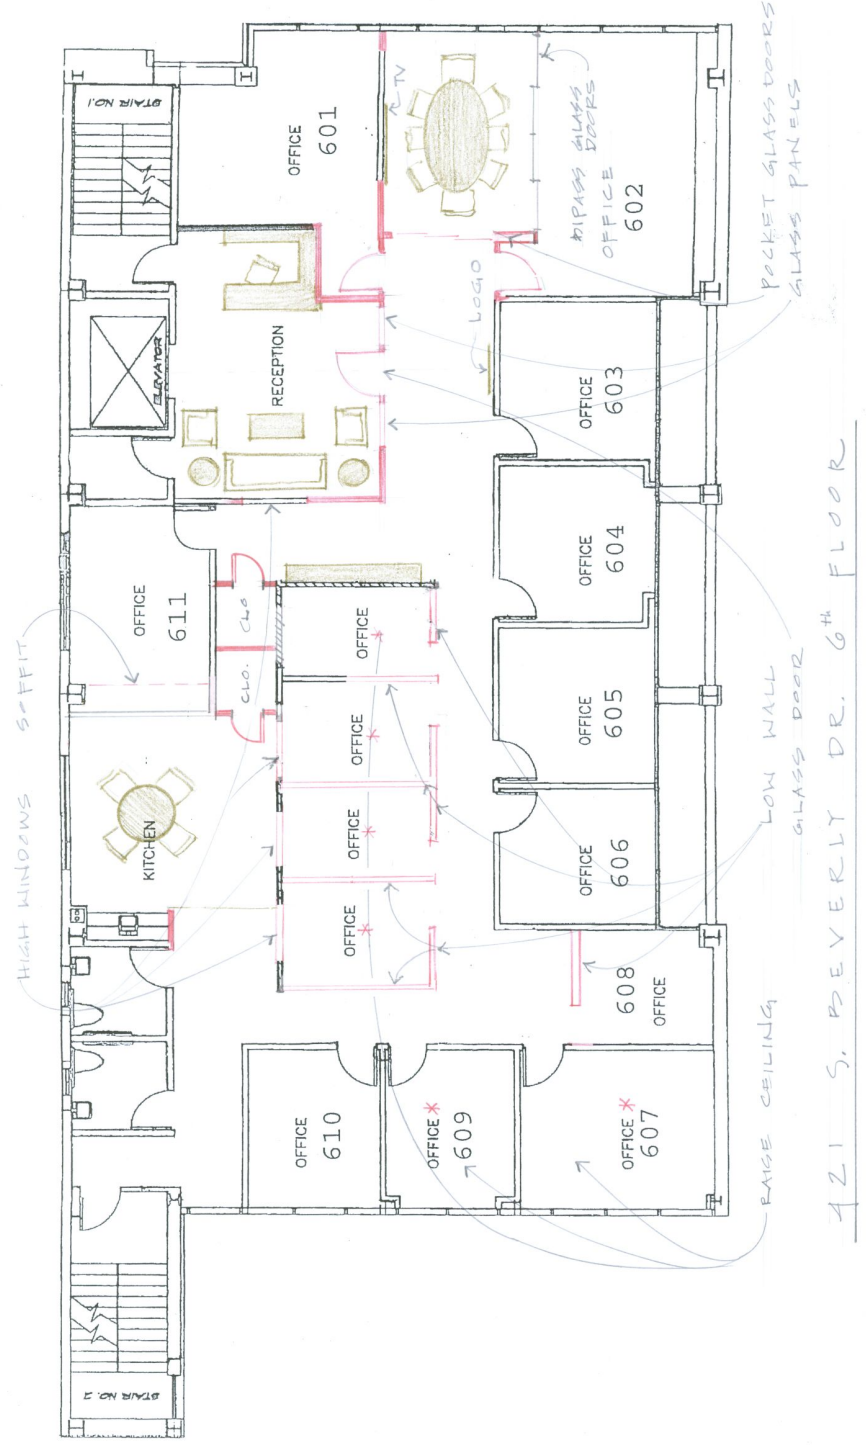 STAIR NO.1
OFFICE
601
TV
BIPASS GLASS
DOORS
OFFICE
602
POCKET GLASS DOORS
GLASS PANELS
LOGO
ELEVATOR
RECEPTION
OFFICE
603
OFFICE
604
OFFICE
611
CLO
CLO.
SOFFIT
HIGH WINDOWS
OFFICE
OFFICE
OFFICE
OFFICE
OFFICE
605
OFFICE
606
KITCHEN
LOW WALL
GLASS DOOR
608
OFFICE
OFFICE
610
OFFICE
609
OFFICE
607
RAISE CEILING
STAIR NO. 2
421 S. BEVERLY DR. 6th FLOOR